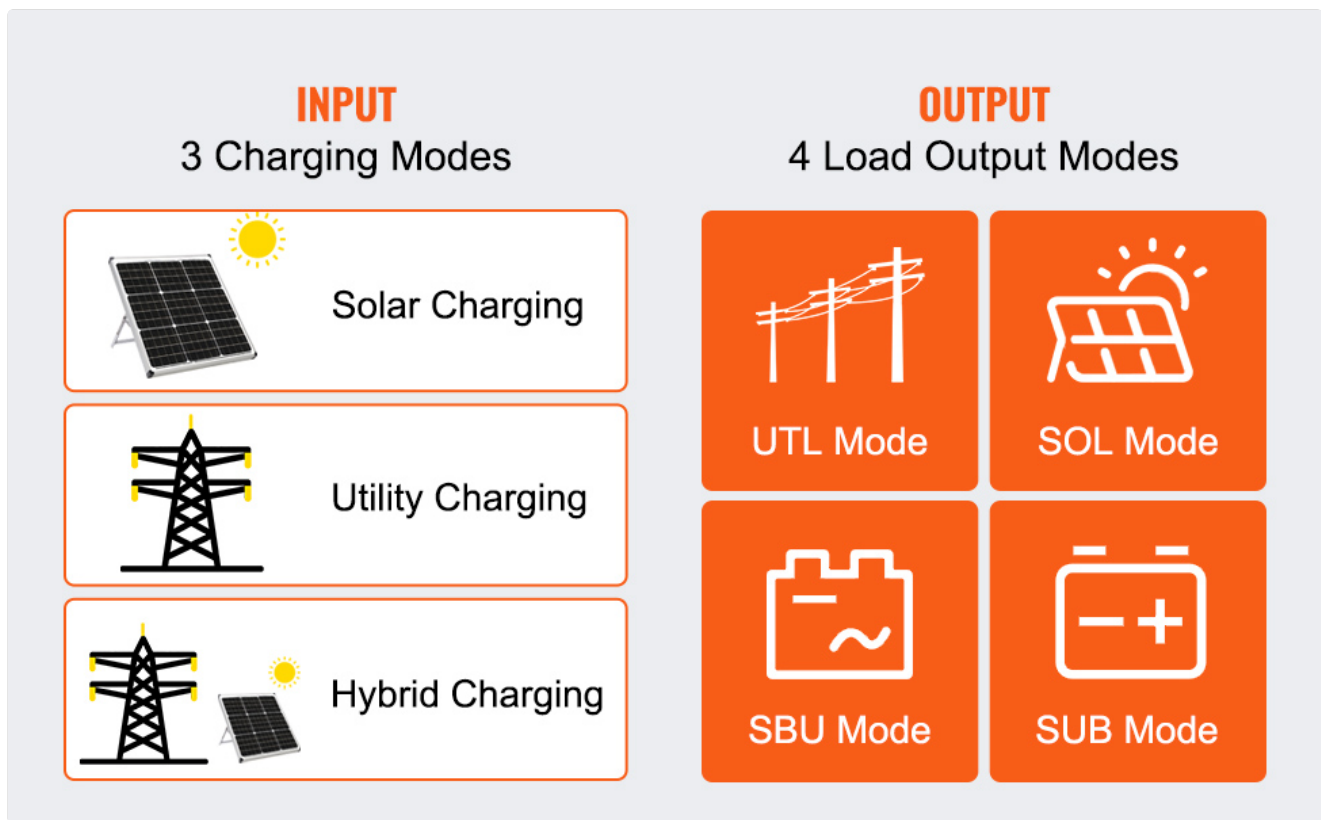 INPUT
3 Charging Modes
Solar Charging
Utility Charging
Hybrid Charging
OUTPUT
4 Load Output Modes
UTL Mode
SOL Mode
SBU Mode
SUB Mode